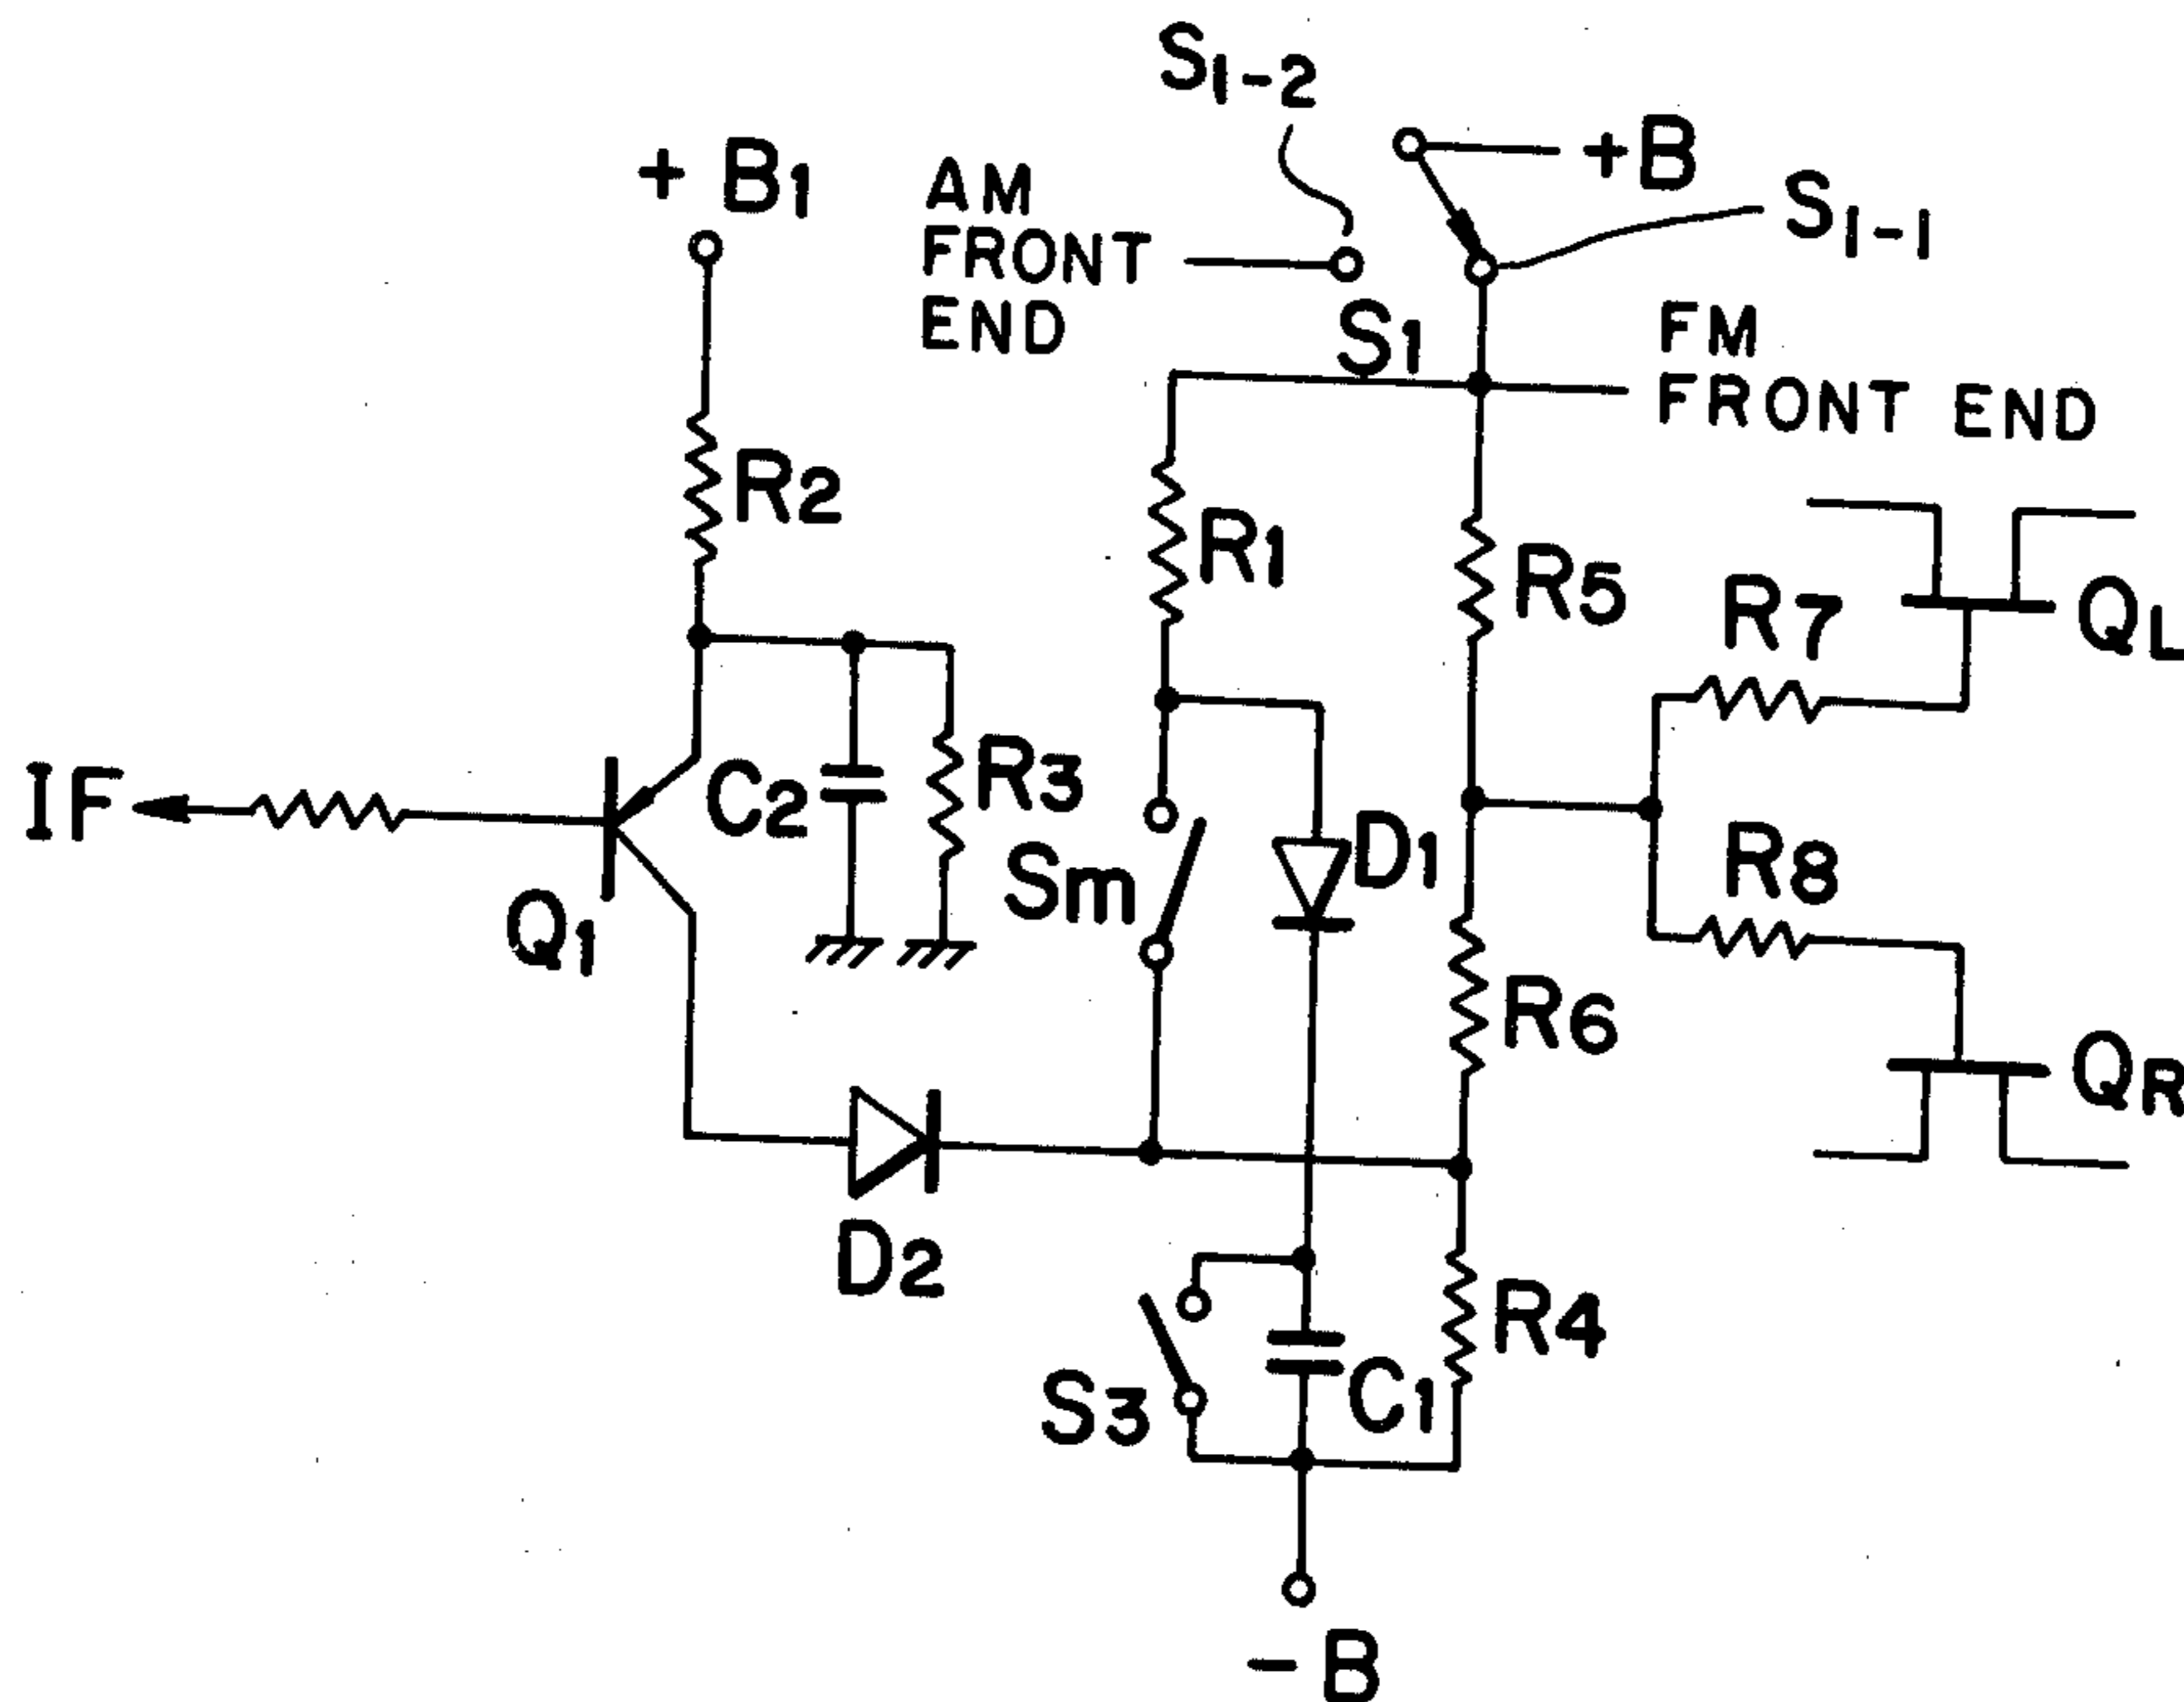 S1-2
+B
+B1
AM
FRONT
END
S1-1
S1
FM
FRONT END
R2
R1
R5
R7
QL
IF
C2
R3
Sm
D1
R8
Q1
R6
QR
D2
R4
S3
C1
-B